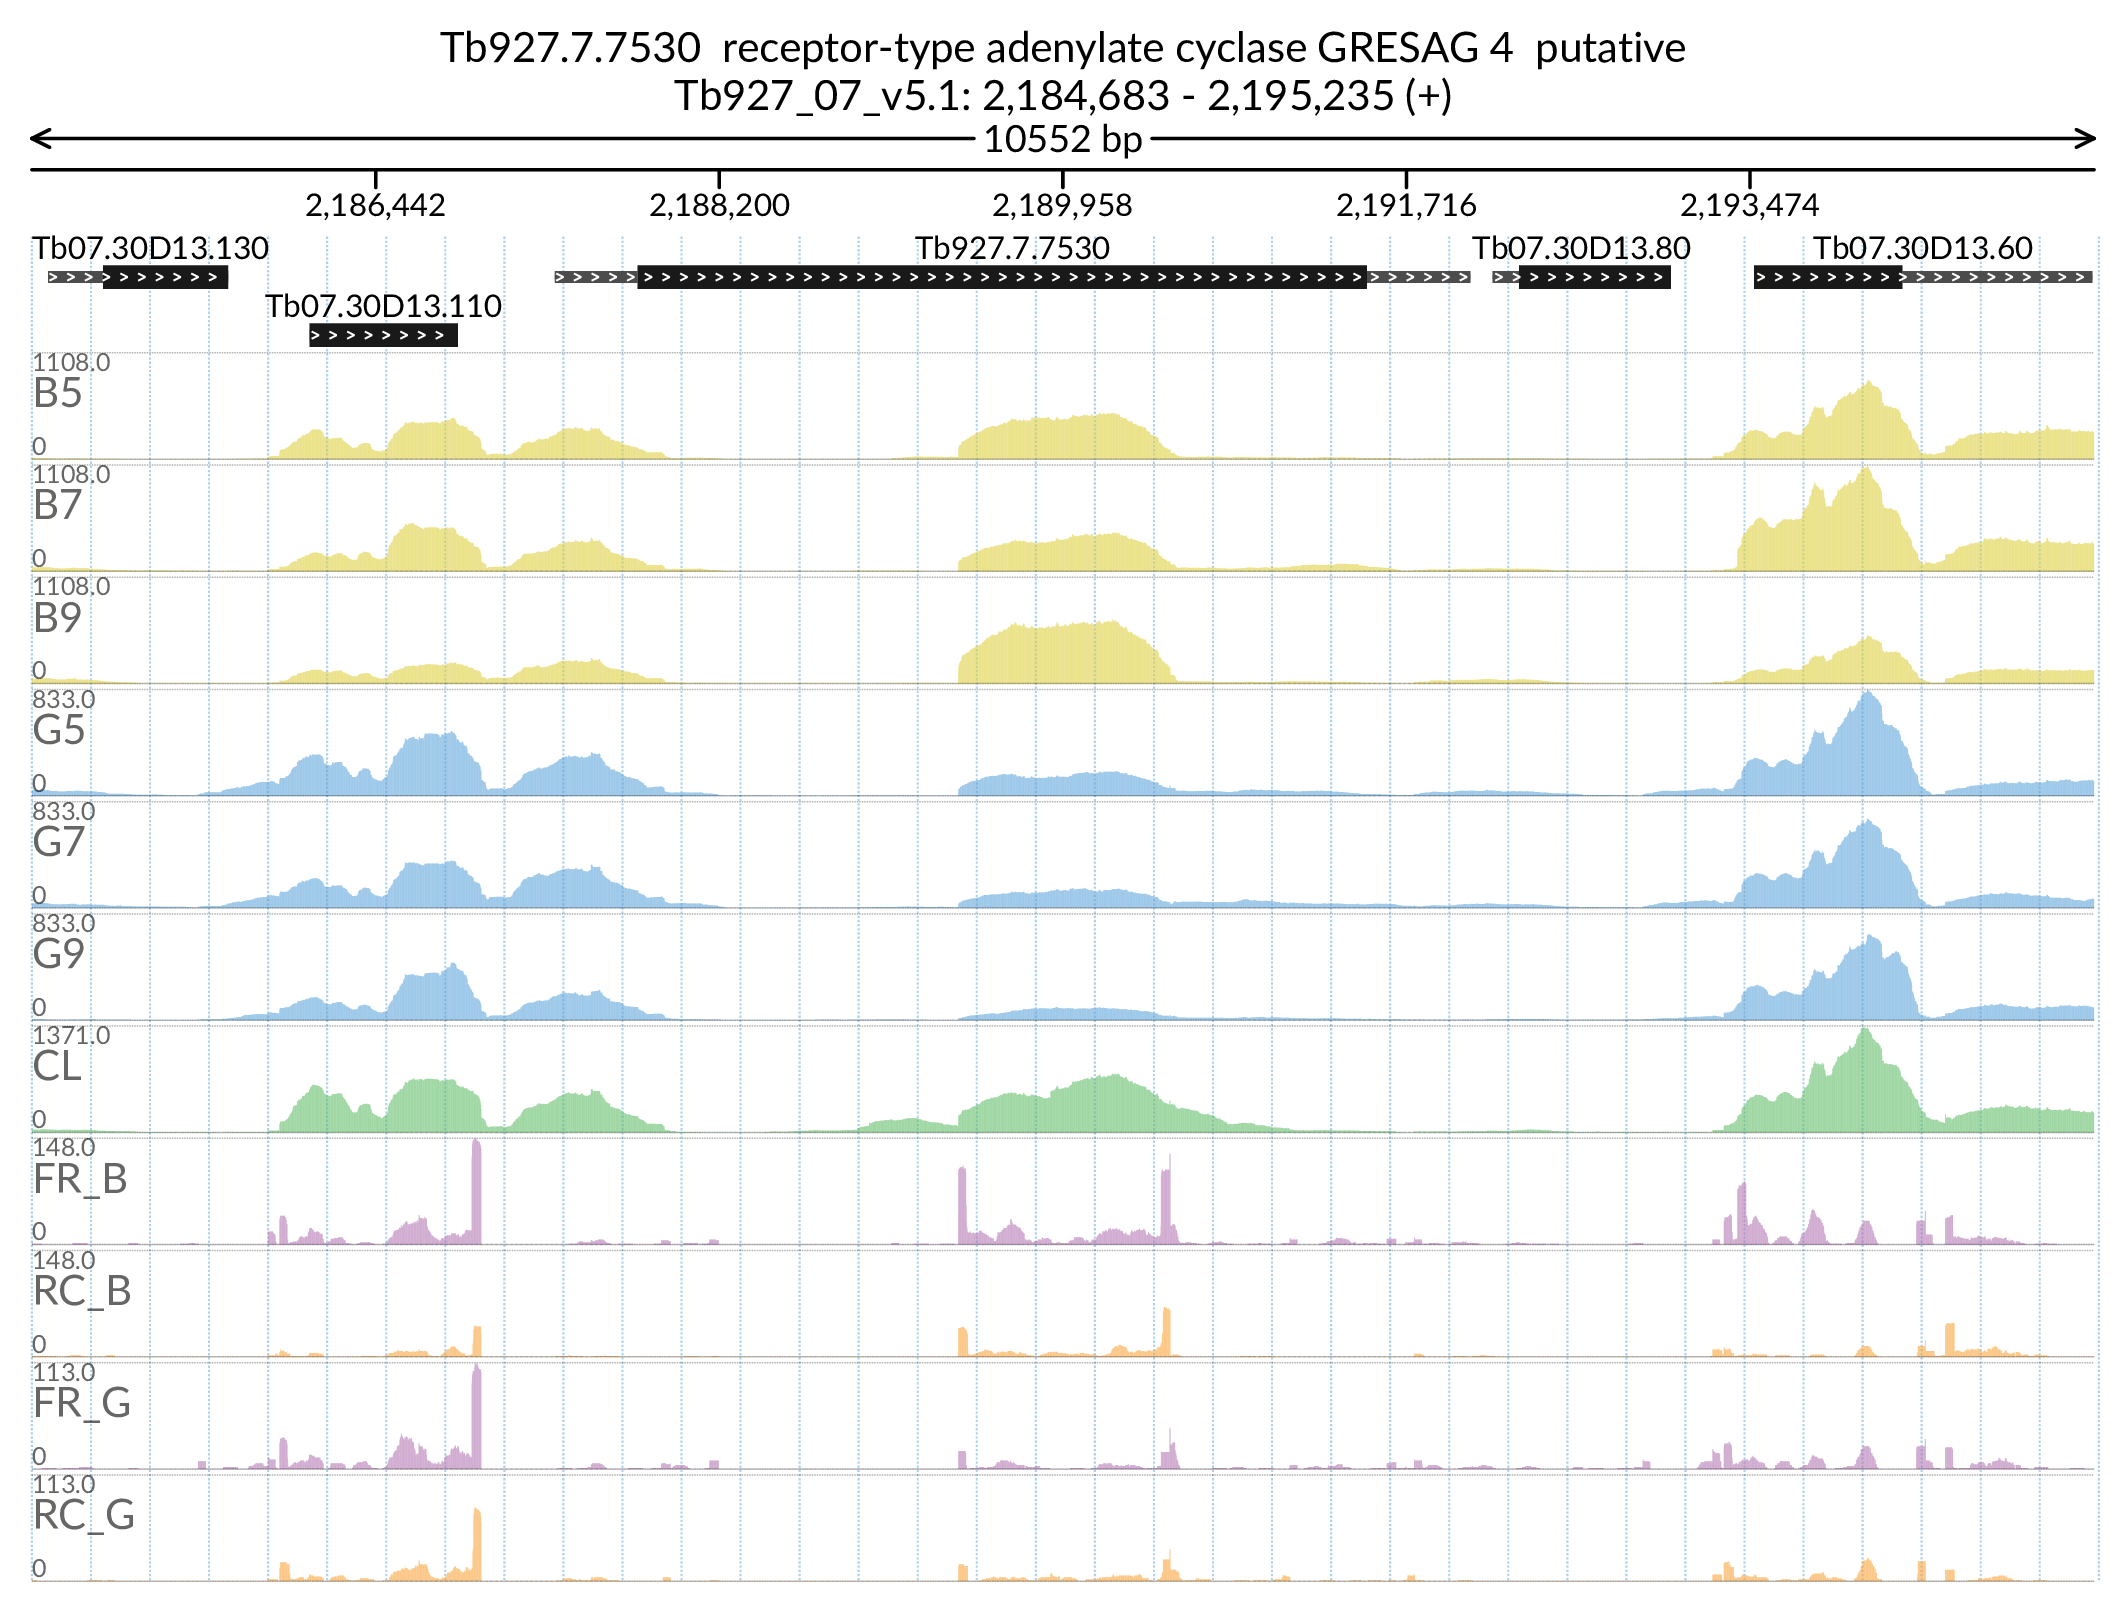 Tb927.7.7530 receptor-type adenylate cyclase GRESAG 4 putative
Tb927_07_v5.1: 2,184,683 - 2,195,235 (+)
10552 bp
2,186,442 2,188,200 2,189,958 2,191,716 2,193,474
Tb07.30D13.130 Tb927.7.7530 Tb07.30D13.80 Tb07.30D13.60
Tb07.30D13.110
1108.0
B5
0
1108.0
B7
0
1108.0
B9
0
833.0
G5
0
833.0
G7
0
833.0
G9
0
1371.0
CL
0
148.0
FR_B
0
148.0
RC_B
0
113.0
FR_G
0
113.0
RC_G
0